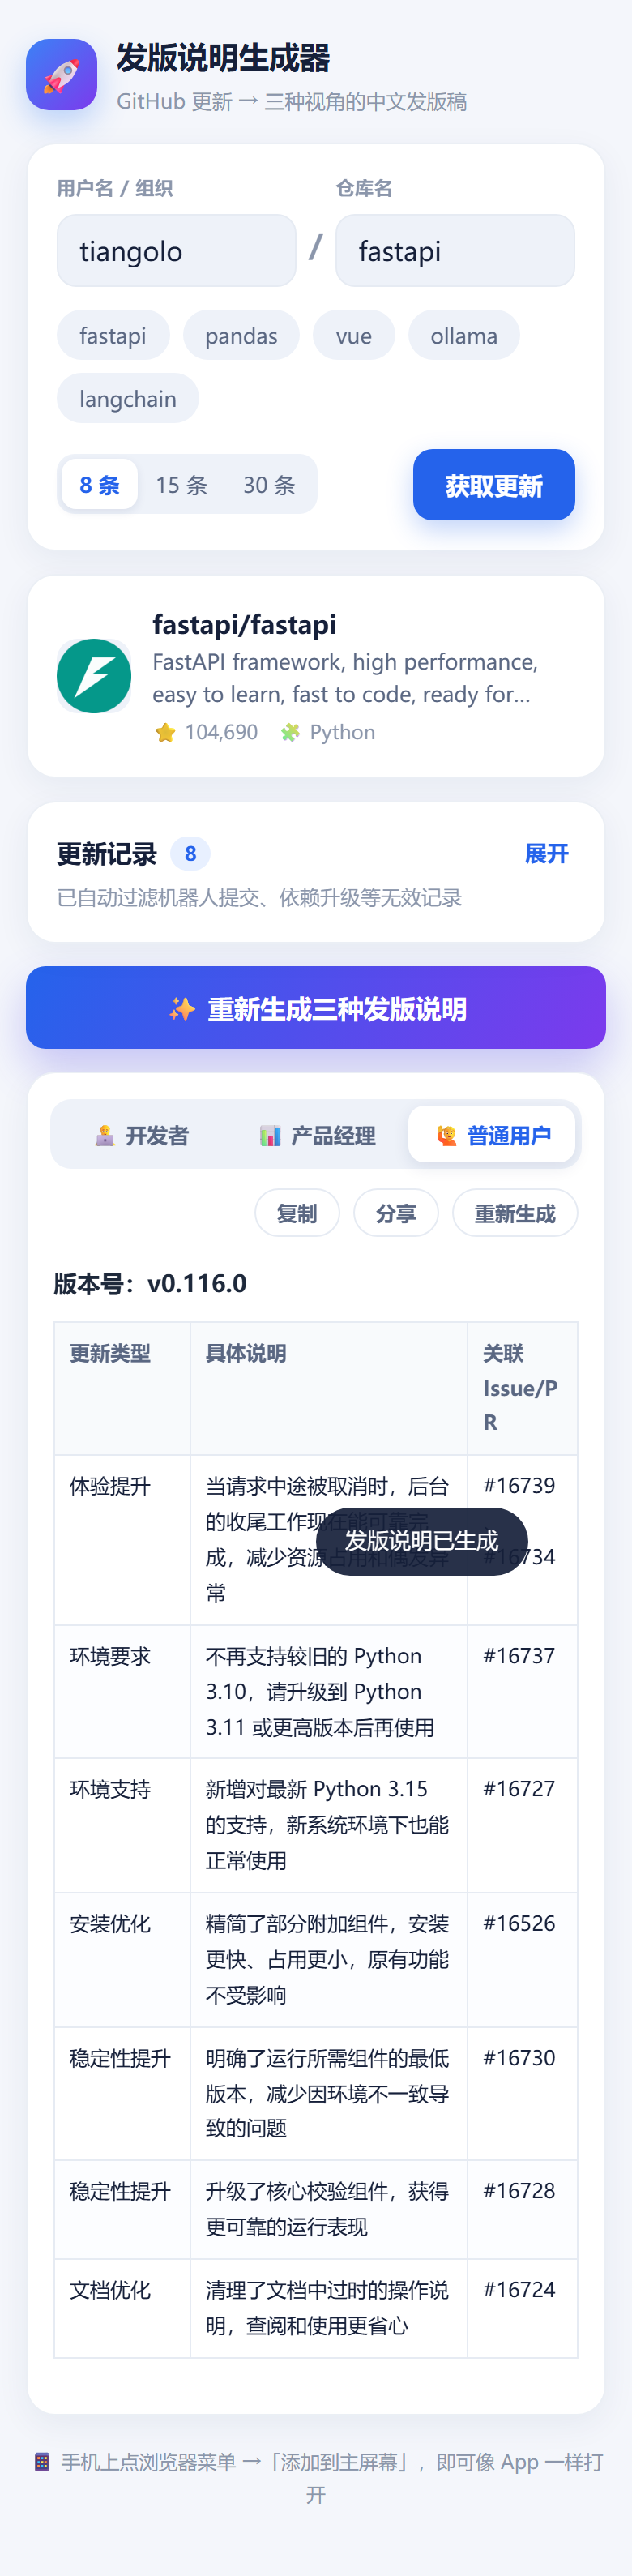 发版说明生成器
GitHub 更新 → 三种视角的中文发版稿
用户名 / 组织
仓库名
tiangolo
/
fastapi
fastapi
pandas
vue
ollama
langchain
8 条
15 条
30 条
获取更新
fastapi/fastapi
FastAPI framework, high performance,
easy to learn, fast to code, ready for...
104,690
Python
更新记录
8
展开
已自动过滤机器人提交、依赖升级等无效记录
重新生成三种发版说明
开发者
产品经理
普通用户
复制
分享
重新生成
版本号：v0.116.0
更新类型
具体说明
关联
Issue/P
R
体验提升
当请求中途被取消时，后台
的收尾工作现在能可靠完
成，减少资源占用和偶发异
常
#16739
#16734
发版说明已生成
环境要求
不再支持较旧的 Python
3.10，请升级到 Python
3.11 或更高版本后再使用
#16737
环境支持
新增对最新 Python 3.15
的支持，新系统环境下也能
正常使用
#16727
安装优化
精简了部分附加组件，安装
更快、占用更小，原有功能
不受影响
#16526
稳定性提升
明确了运行所需组件的最低
版本，减少因环境不一致导
致的问题
#16730
稳定性提升
升级了核心校验组件，获得
更可靠的运行表现
#16728
文档优化
清理了文档中过时的操作说
明，查阅和使用更省心
#16724
手机上点浏览器菜单 →「添加到主屏幕」，即可像 App 一样打
开